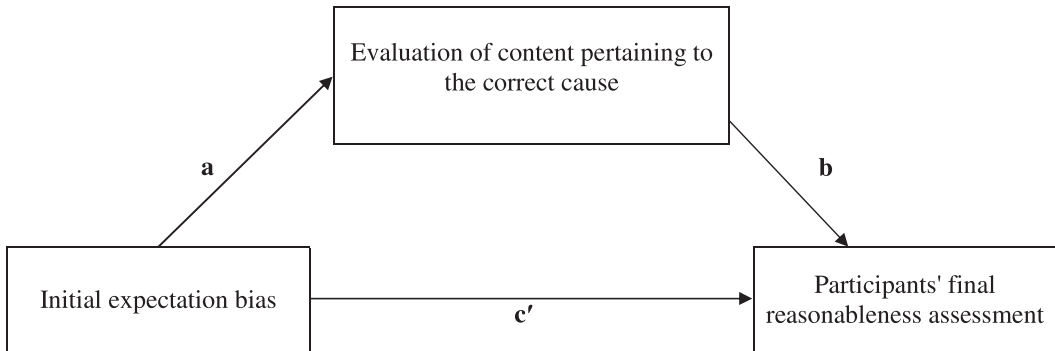 Evaluation of content pertaining to
the correct cause
a
b
Initial expectation bias
c′
Participants' final
reasonableness assessment